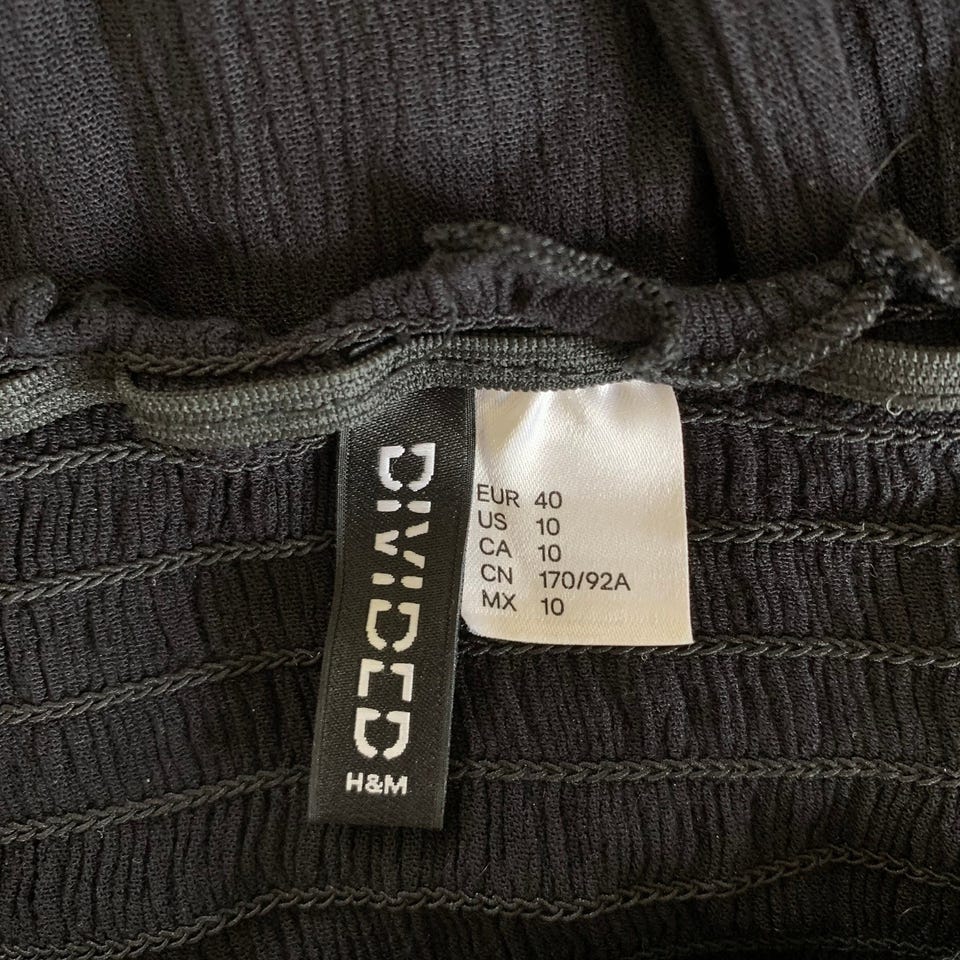 DIVIDED
H&M
EUR 40
US 10
CA 10
CN 170/92A
MX 10